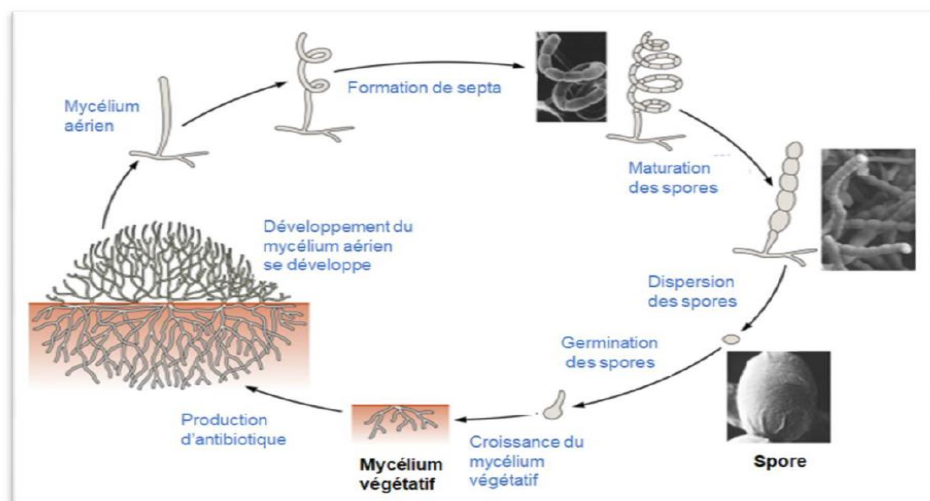 Mycélium
aérien
Formation de septa
Maturation
des spores
Développement du
mycélium aérien
se développe
Dispersion
des spores
Germination
des spores
Production
d'antibiotique
Mycélium
végétatif
Croissance du
mycélium
végétatif
Spore